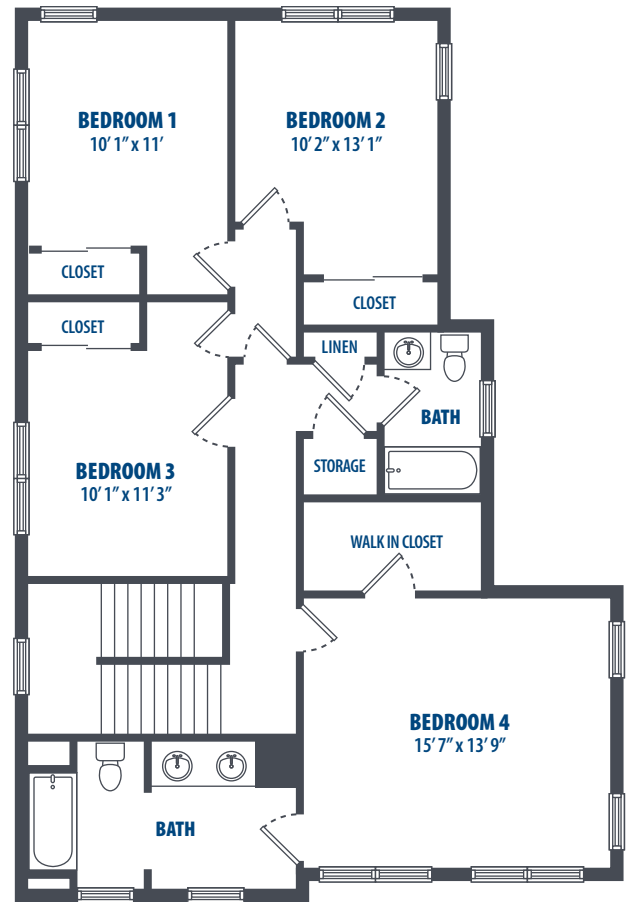 BEDROOM 1
10' 1" x 11'
BEDROOM 2
10' 2" x 13' 1"
CLOSET
CLOSET
CLOSET
LINEN
BATH
BEDROOM 3
10' 1" x 11' 3"
STORAGE
WALK IN CLOSET
BEDROOM 4
15' 7" x 13' 9"
BATH